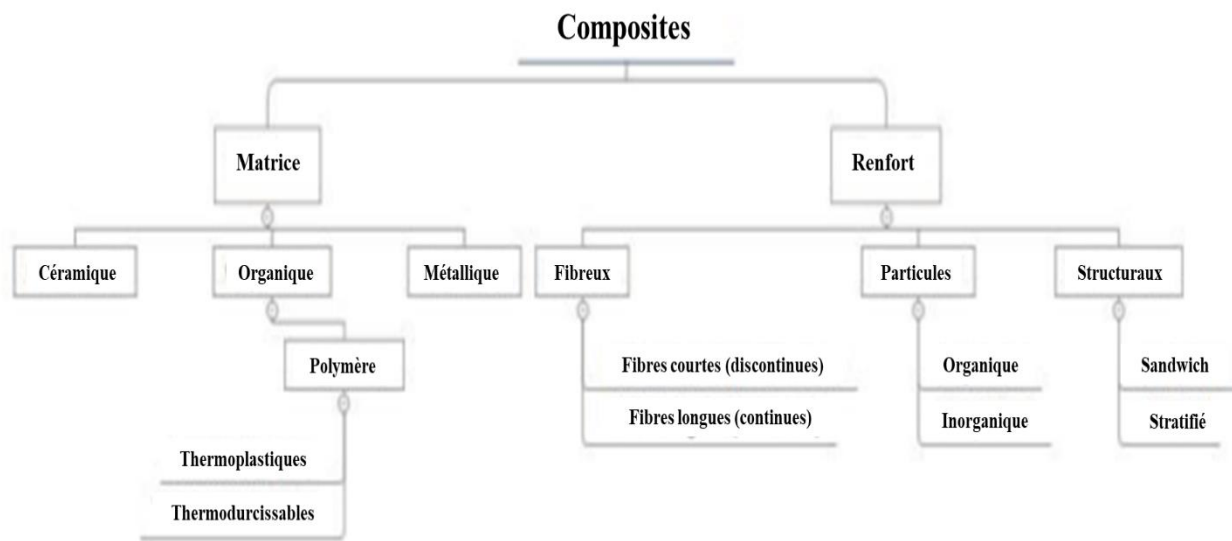 Composites
Matrice
Renfort
Céramique
Organique
Métallique
Fibreux
Particules
Structuraux
Polymère
Fibres courtes (discontinues)
Organique
Sandwich
Fibres longues (continues)
Inorganique
Stratifié
Thermoplastiques
Thermodurcissables